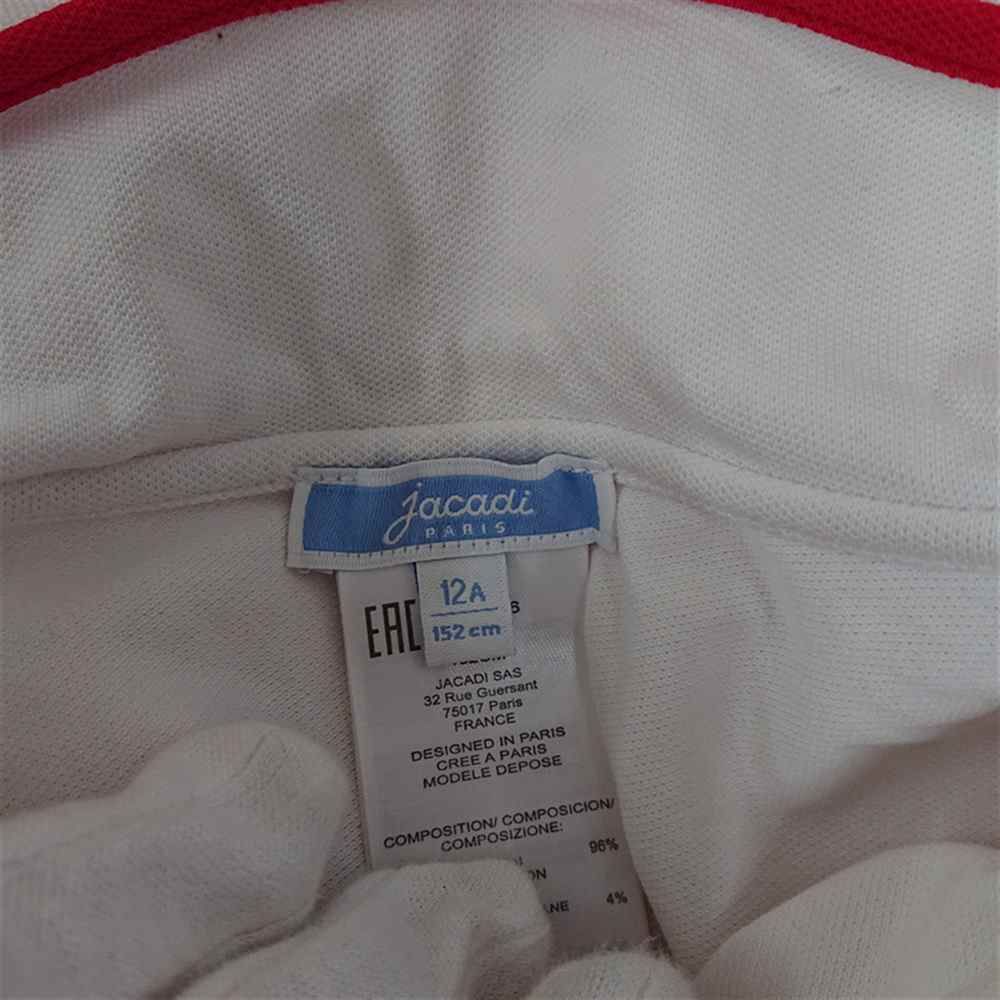 jacadi
PARIS
12A
152 cm
EAC
6
JACADI SAS
32 Rue Guersant
75017 Paris
FRANCE
DESIGNED IN PARIS
CREE A PARIS
MODELE DEPOSE
COMPOSITION/ COMPOSICION/
COMPOSIZIONE:
96%
4%